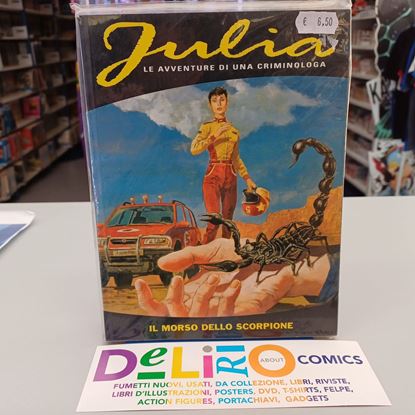 € 6,50
Julia
LE AVVENTURE DI UNA CRIMINOLOGA
IL MORSO DELLO SCORPIONE
DeLiRiO ABOUT COMICS
FUMETTI NUOVI, USATI, DA COLLEZIONE, LIBRI, RIVISTE,
LIBRI D'ILLUSTRAZIONI, POSTERS, DVD, T-SHIRTS, FELPE,
ACTION FIGURES, PORTACHIAVI, GADGETS